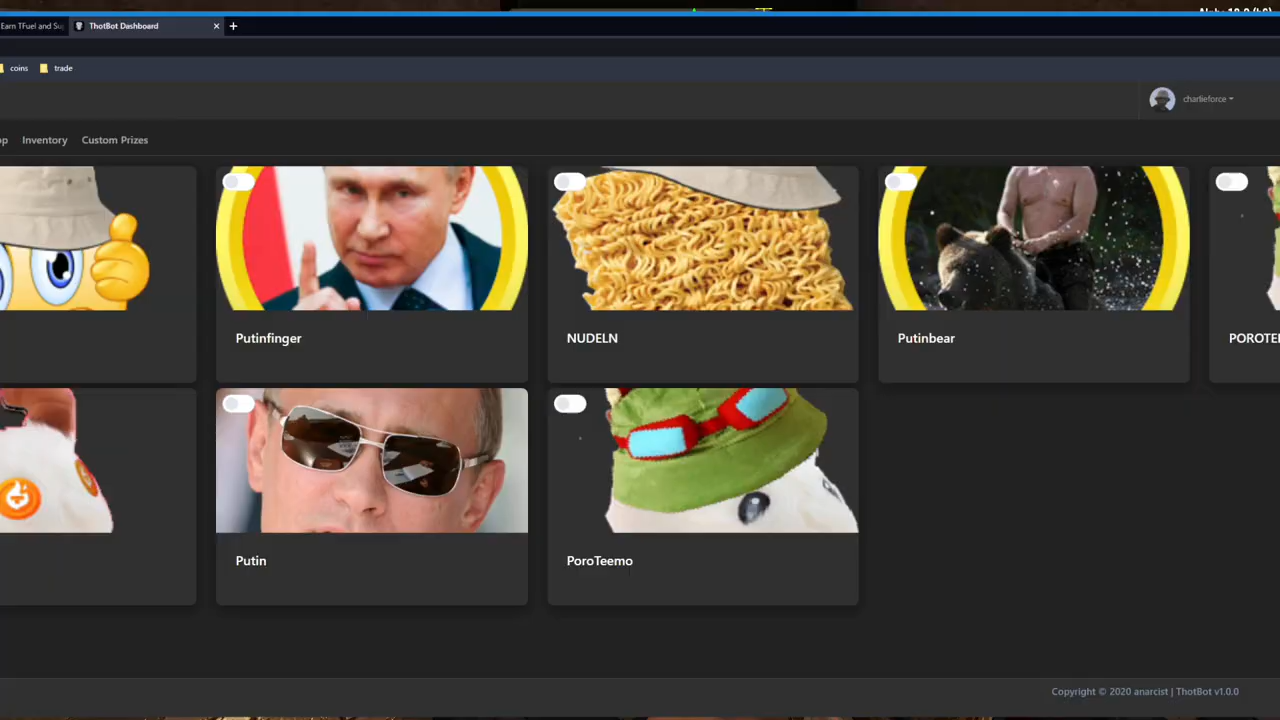 Earn TFuel and Su
ThotBot Dashboard
coins
trade
charlieforce
Inventory
Custom Prizes
Putinfinger
NUDELN
Putinbear
Putin
PoroTeemo
Copyright © 2020 anarcist | ThotBot v1.0.0